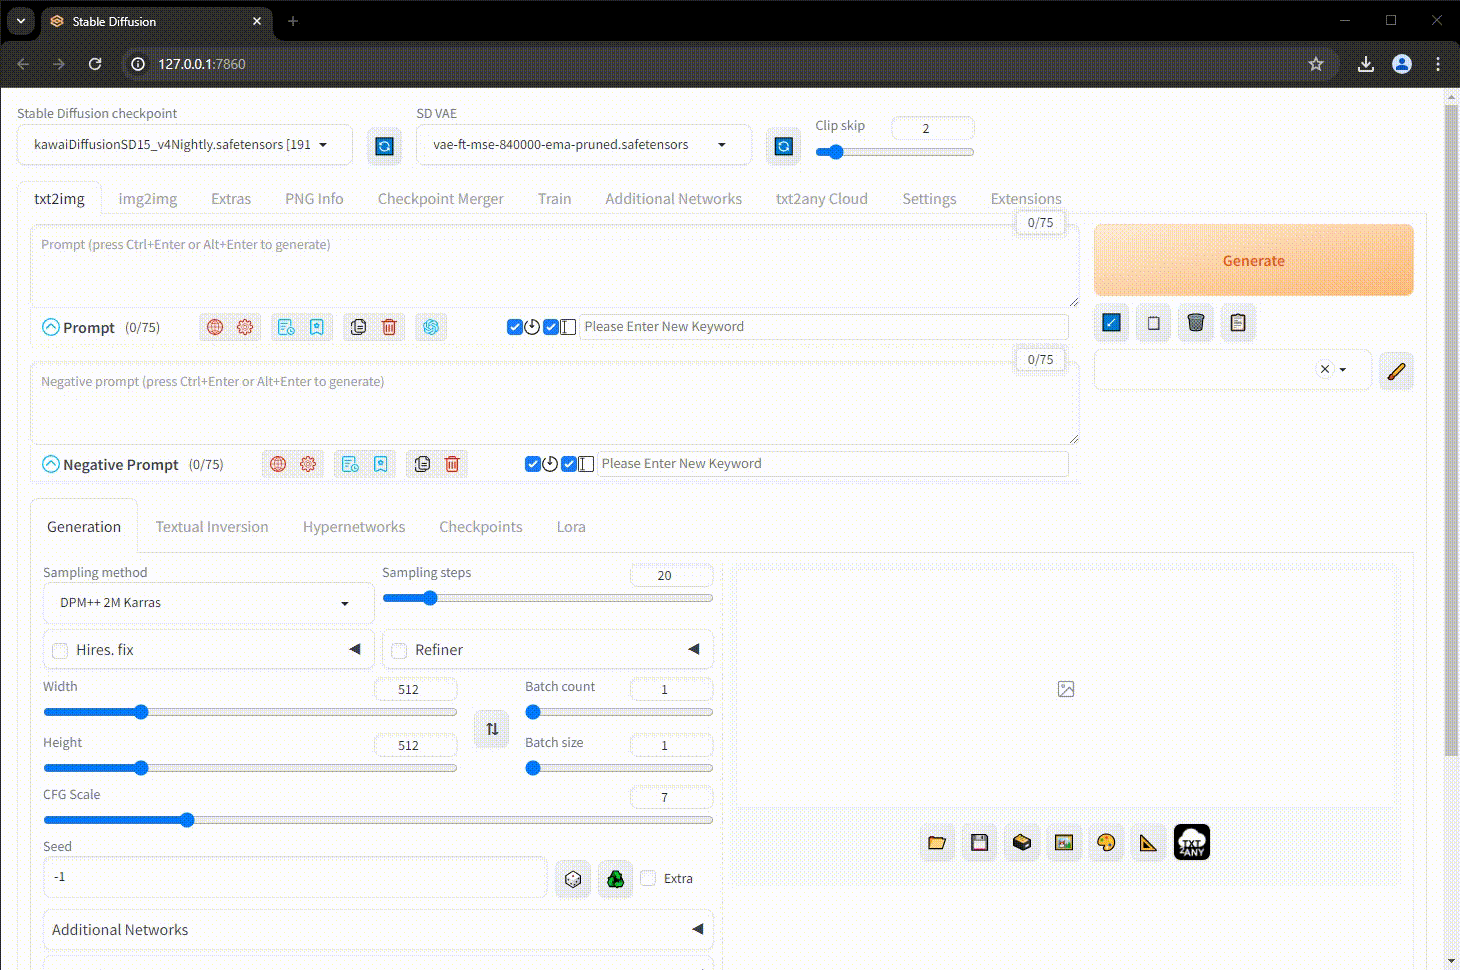 Stable Diffusion
127.0.0.1:7860
Stable Diffusion checkpoint
SD VAE
Clip skip
2
kawaiDiffusionSD15_v4Nightly.safetensors [191
vae-ft-mse-840000-ema-pruned.safetensors
txt2img
img2img
Extras
PNG Info
Checkpoint Merger
Train
Additional Networks
txt2any Cloud
Settings
Extensions
0/75
Prompt (press Ctrl+Enter or Alt+Enter to generate)
Generate
Prompt (0/75)
Please Enter New Keyword
0/75
Negative prompt (press Ctrl+Enter or Alt+Enter to generate)
Negative Prompt (0/75)
Please Enter New Keyword
Generation
Textual Inversion
Hypernetworks
Checkpoints
Lora
Sampling method
Sampling steps
20
DPM++ 2M Karras
Hires. fix
Refiner
Width
512
Batch count
1
Height
512
Batch size
1
CFG Scale
7
Seed
-1
Extra
TXT
2ANY
Additional Networks